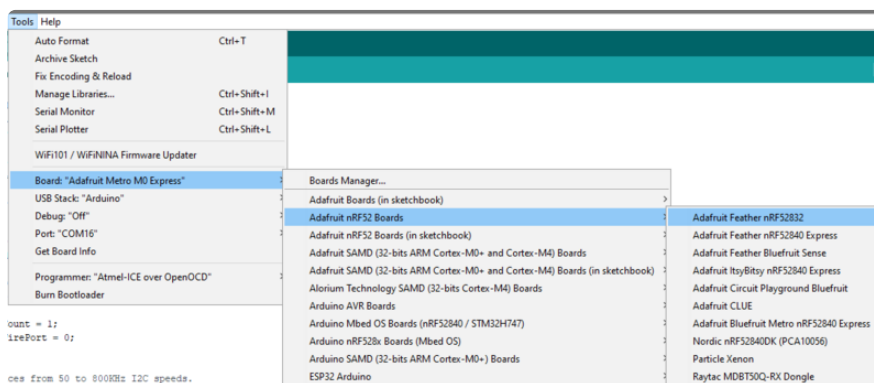 Tools Help
Auto Format Ctrl+T
Archive Sketch
Fix Encoding & Reload
Manage Libraries... Ctrl+Shift+I
Serial Monitor Ctrl+Shift+M
Serial Plotter Ctrl+Shift+L
WiFi101 / WiFiNINA Firmware Updater
Board: "Adafruit Metro M0 Express"
USB Stack: "Arduino"
Debug: "Off"
Port: "COM16"
Get Board Info
Programmer: "Atmel-ICE over OpenOCD"
Burn Bootloader
Boards Manager...
Adafruit Boards (in sketchbook)
Adafruit nRF52 Boards
Adafruit nRF52 Boards (in sketchbook)
Adafruit SAMD (32-bits ARM Cortex-M0+ and Cortex-M4) Boards
Adafruit SAMD (32-bits ARM Cortex-M0+ and Cortex-M4) Boards (in sketchbook)
Alorium Technology SAMD (32-bits Cortex-M4) Boards
Arduino AVR Boards
Arduino Mbed OS Boards (nRF52840 / STM32H747)
Arduino nRF528x Boards (Mbed OS)
Arduino SAMD (32-bits ARM Cortex-M0+) Boards
ESP32 Arduino
Adafruit Feather nRF52832
Adafruit Feather nRF52840 Express
Adafruit Feather Bluefruit Sense
Adafruit ItsyBitsy nRF52840 Express
Adafruit Circuit Playground Bluefruit
Adafruit CLUE
Adafruit Bluefruit Metro nRF52840 Express
Nordic nRF52840DK (PCA10056)
Particle Xenon
Raytac MDBT50Q-RX Dongle
ount = 1;
irePort = 0;
ces from 50 to 800KHz I2C speeds.